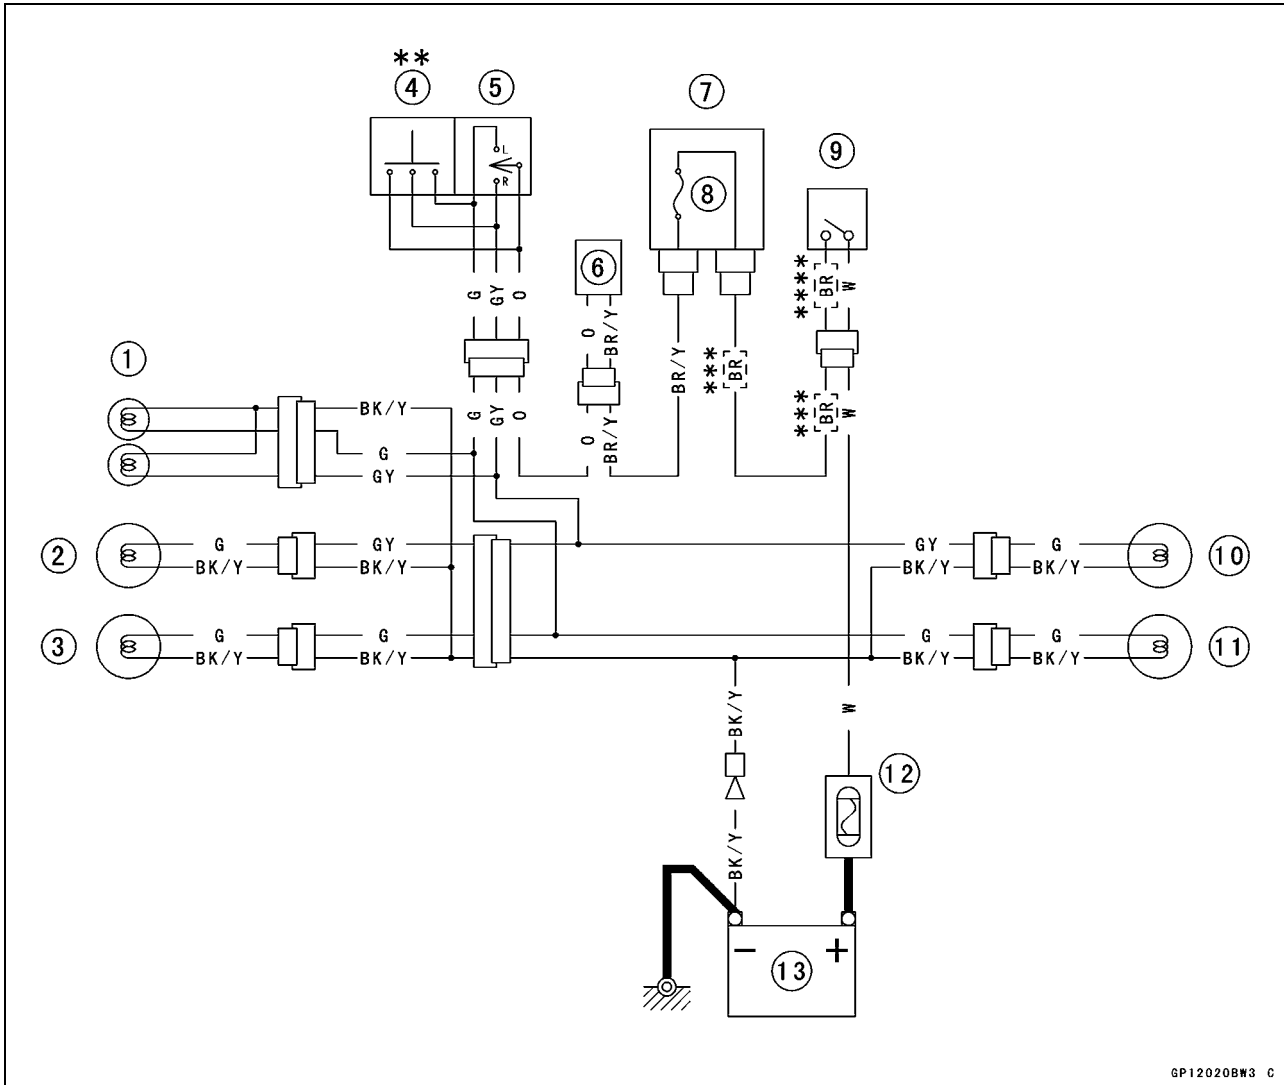 **
4 5 7
9
L
R
8
6
G GY O
O BR/Y
****
BR W
1
BR/Y
***
BR
***
BR W
BK/Y
G GY O
O BR/Y
G
GY
2 G GY GY G 10
BK/Y BK/Y BK/Y BK/Y
3 G G G G 11
BK/Y BK/Y BK/Y BK/Y
BK/Y W
12
BK/Y
− +
13
GP12020BW3 C